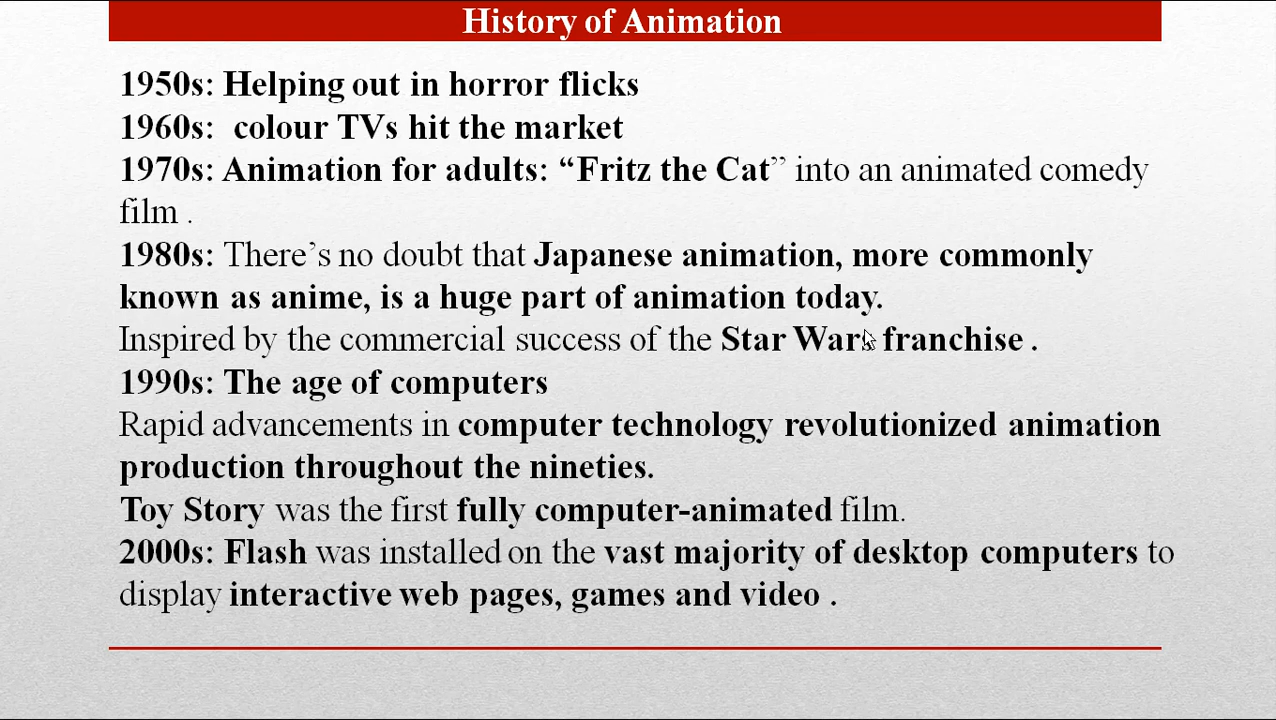 History of Animation
1950s: Helping out in horror flicks
1960s: colour TVs hit the market
1970s: Animation for adults: “Fritz the Cat” into an animated comedy
film .
1980s: There’s no doubt that Japanese animation, more commonly
known as anime, is a huge part of animation today.
Inspired by the commercial success of the Star Wars franchise .
1990s: The age of computers
Rapid advancements in computer technology revolutionized animation
production throughout the nineties.
Toy Story was the first fully computer-animated film.
2000s: Flash was installed on the vast majority of desktop computers to
display interactive web pages, games and video .